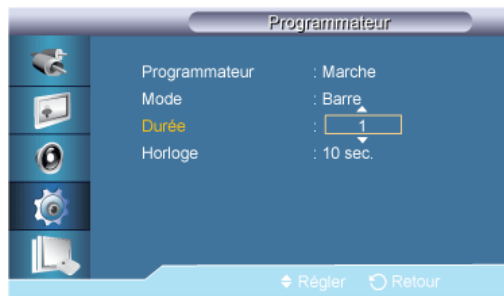 Programmateur
Programmateur : Marche
Mode : Barre
Durée : 1
Horloge : 10 sec.
Régler Retour